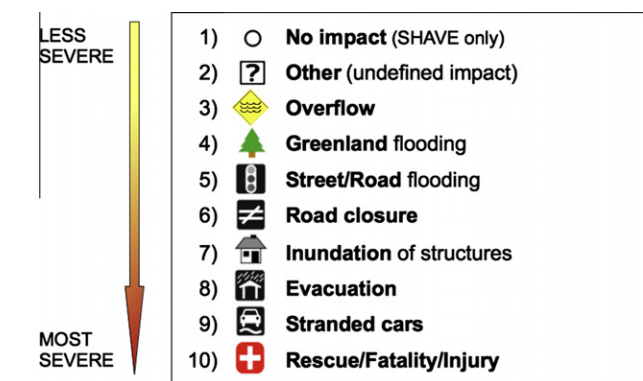 LESS
SEVERE
1) No impact (SHAVE only)
2) ? Other (undefined impact)
3) Overflow
4) Greenland flooding
5) Street/Road flooding
6) Road closure
7) Inundation of structures
8) Evacuation
9) Stranded cars
10) Rescue/Fatality/Injury
MOST
SEVERE